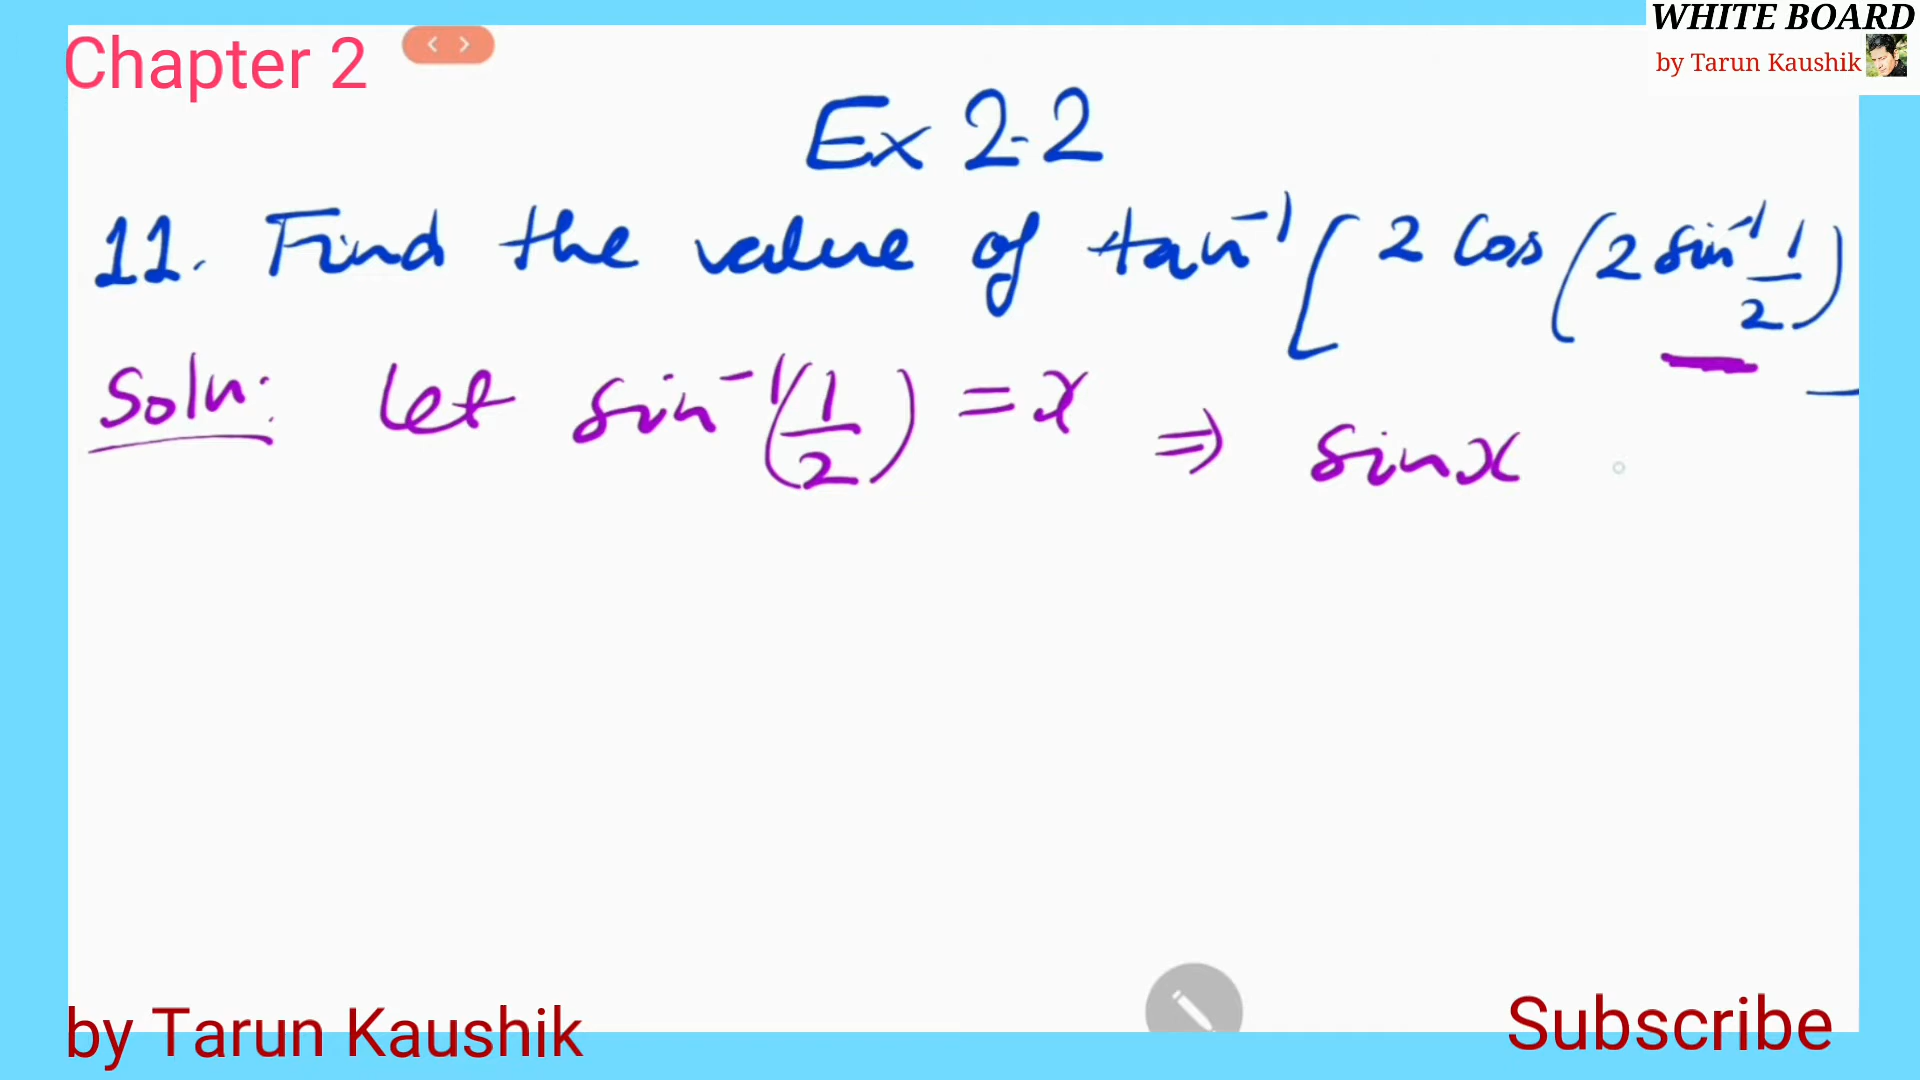 WHITE BOARD
Chapter 2
by Tarun Kaushik
Ex 2.2
11. Find the value of tan⁻¹[2 cos(2 sin⁻¹ 1/2)
Soln: Let sin⁻¹(1/2) = x ⇒ sinx
by Tarun Kaushik
Subscribe